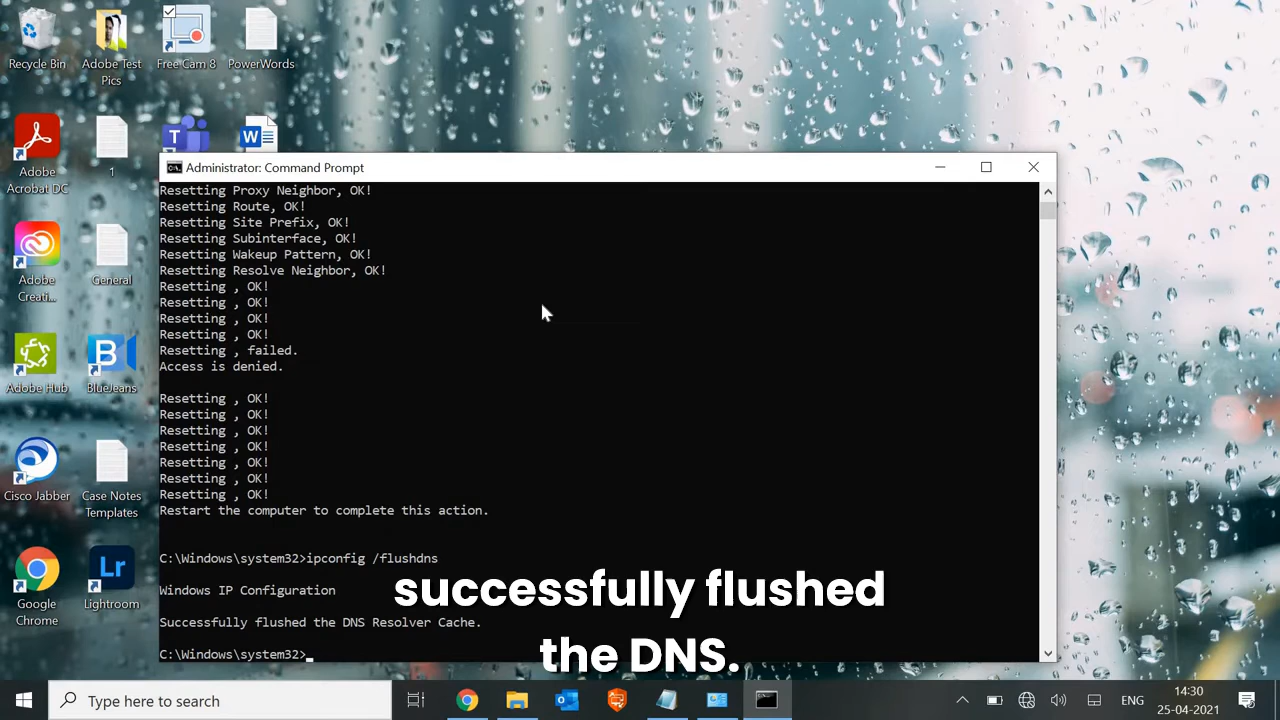 Recycle Bin
Adobe Test
Pics
Free Cam 8
PowerWords
Adobe
Acrobat DC
1
Adobe
Creati...
General
Adobe Hub
BlueJeans
Cisco Jabber
Case Notes
Templates
Google
Chrome
Lr
Lightroom
Administrator: Command Prompt
Resetting Proxy Neighbor, OK!
Resetting Route, OK!
Resetting Site Prefix, OK!
Resetting Subinterface, OK!
Resetting Wakeup Pattern, OK!
Resetting Resolve Neighbor, OK!
Resetting , OK!
Resetting , OK!
Resetting , OK!
Resetting , OK!
Resetting , failed.
Access is denied.
Resetting , OK!
Resetting , OK!
Resetting , OK!
Resetting , OK!
Resetting , OK!
Resetting , OK!
Resetting , OK!
Restart the computer to complete this action.
C:\Windows\system32>ipconfig /flushdns
Windows IP Configuration
Successfully flushed the DNS Resolver Cache.
C:\Windows\system32>
successfully flushed
the DNS.
Type here to search
ENG
14:30
25-04-2021